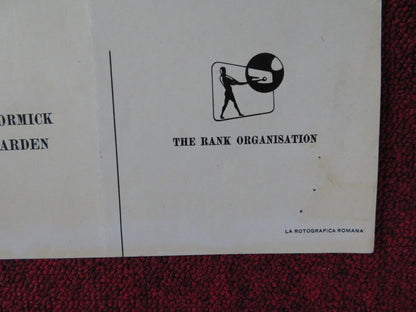 ORMICK
ARDEN
THE RANK ORGANISATION
LA ROTOGRAFICA ROMANA